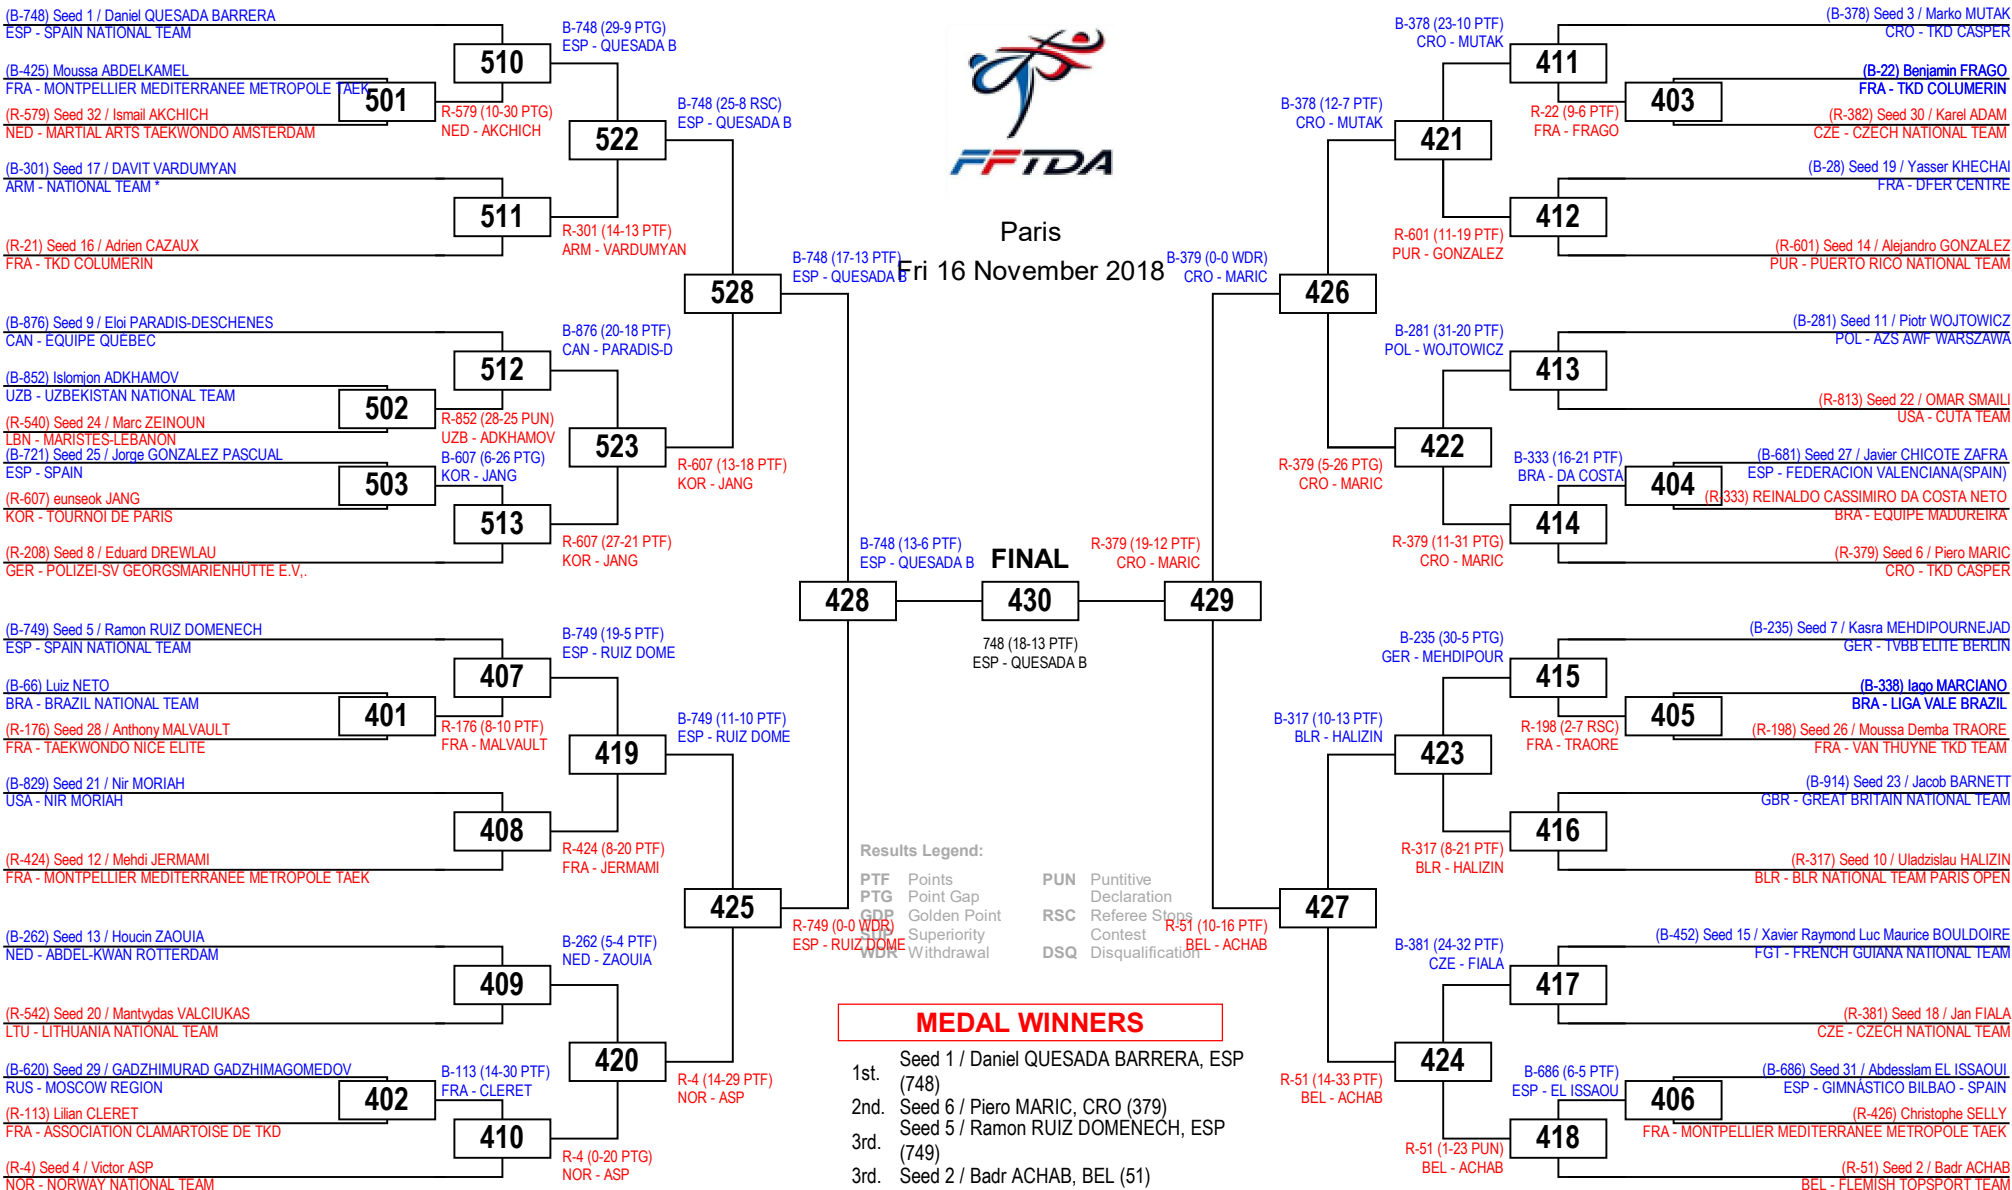 (B-748) Seed 1 / Daniel QUESADA BARRERA
ESP - SPAIN NATIONAL TEAM
(B-425) Moussa ABDELKAMEL
FRA - MONTPELLIER MEDITERRANEE METROPOLE TAEK
(R-579) Seed 32 / Ismail AKCHICH
NED - MARTIAL ARTS TAEKWONDO AMSTERDAM
(B-301) Seed 17 / DAVIT VARDUMYAN
ARM - NATIONAL TEAM *
(R-21) Seed 16 / Adrien CAZAUX
FRA - TKD COLUMERIN
(B-876) Seed 9 / Eloi PARADIS-DESCHENES
CAN - ÉQUIPE QUÉBEC
(B-852) Islomjon ADKHAMOV
UZB - UZBEKISTAN NATIONAL TEAM
(R-540) Seed 24 / Marc ZEINOUN
LBN - MARISTES-LEBANON
(B-721) Seed 25 / Jorge GONZALEZ PASCUAL
ESP - SPAIN
(R-607) eunseok JANG
KOR - TOURNOI DE PARIS
(R-208) Seed 8 / Eduard DREWLAU
GER - POLIZEI-SV GEORGSMARIENHÜTTE E.V,.
(B-749) Seed 5 / Ramon RUIZ DOMENECH
ESP - SPAIN NATIONAL TEAM
(B-66) Luiz NETO
BRA - BRAZIL NATIONAL TEAM
(R-176) Seed 28 / Anthony MALVAULT
FRA - TAEKWONDO NICE ELITE
(B-829) Seed 21 / Nir MORIAH
USA - NIR MORIAH
(R-424) Seed 12 / Mehdi JERMAMI
FRA - MONTPELLIER MEDITERRANEE METROPOLE TAEK
(B-262) Seed 13 / Houcin ZAOUIA
NED - ABDEL-KWAN ROTTERDAM
(R-542) Seed 20 / Mantvydas VALCIUKAS
LTU - LITHUANIA NATIONAL TEAM
(B-620) Seed 29 / GADZHIMURAD GADZHIMAGOMEDOV
RUS - MOSCOW REGION
(R-113) Lilian CLERET
FRA - ASSOCIATION CLAMARTOISE DE TKD
(R-4) Seed 4 / Victor ASP
NOR - NORWAY NATIONAL TEAM
501
502
503
401
402
R-579 (10-30 PTG)
NED - AKCHICH
R-852 (28-25 PUN)
UZB - ADKHAMOV
B-607 (6-26 PTG)
KOR - JANG
R-176 (8-10 PTF)
FRA - MALVAULT
B-113 (14-30 PTF)
FRA - CLERET
510
511
512
513
407
408
409
410
B-748 (29-9 PTG)
ESP - QUESADA B
R-301 (14-13 PTF)
ARM - VARDUMYAN
B-876 (20-18 PTF)
CAN - PARADIS-D
R-607 (27-21 PTF)
KOR - JANG
B-749 (19-5 PTF)
ESP - RUIZ DOME
R-424 (8-20 PTF)
FRA - JERMAMI
B-262 (5-4 PTF)
NED - ZAOUIA
R-4 (0-20 PTG)
NOR - ASP
522
523
419
420
B-748 (25-8 RSC)
ESP - QUESADA B
R-607 (13-18 PTF)
KOR - JANG
B-749 (11-10 PTF)
ESP - RUIZ DOME
R-4 (14-29 PTF)
NOR - ASP
528
425
B-748 (17-13 PTF)
ESP - QUESADA B
R-749 (0-0 WDR)
ESP - RUIZ DOME
428
B-748 (13-6 PTF)
ESP - QUESADA B
FFTDA
Paris
Fri 16 November 2018
FINAL
430
748 (18-13 PTF)
ESP - QUESADA B
Results Legend:
PTF Points
PTG Point Gap
GDP Golden Point
SUP Superiority
WDR Withdrawal
PUN Puntitive
Declaration
RSC Referee Stops
Contest
DSQ Disqualification
MEDAL WINNERS
1st. Seed 1 / Daniel QUESADA BARRERA, ESP
(748)
2nd. Seed 6 / Piero MARIC, CRO (379)
3rd. Seed 5 / Ramon RUIZ DOMENECH, ESP
(749)
3rd. Seed 2 / Badr ACHAB, BEL (51)
R-379 (19-12 PTF)
CRO - MARIC
429
B-379 (0-0 WDR)
CRO - MARIC
R-51 (10-16 PTF)
BEL - ACHAB
426
427
B-378 (12-7 PTF)
CRO - MUTAK
R-379 (5-26 PTG)
CRO - MARIC
B-317 (10-13 PTF)
BLR - HALIZIN
R-51 (14-33 PTF)
BEL - ACHAB
421
422
423
424
B-378 (23-10 PTF)
CRO - MUTAK
R-601 (11-19 PTF)
PUR - GONZALEZ
B-281 (31-20 PTF)
POL - WOJTOWICZ
R-379 (11-31 PTG)
CRO - MARIC
B-235 (30-5 PTG)
GER - MEHDIPOUR
R-317 (8-21 PTF)
BLR - HALIZIN
B-381 (24-32 PTF)
CZE - FIALA
R-51 (1-23 PUN)
BEL - ACHAB
411
412
413
414
415
416
417
418
R-22 (9-6 PTF)
FRA - FRAGO
B-333 (16-21 PTF)
BRA - DA COSTA
R-198 (2-7 RSC)
FRA - TRAORE
B-686 (6-5 PTF)
ESP - EL ISSAOU
403
404
405
406
(B-378) Seed 3 / Marko MUTAK
CRO - TKD CASPER
(B-22) Benjamin FRAGO
FRA - TKD COLUMERIN
(R-382) Seed 30 / Karel ADAM
CZE - CZECH NATIONAL TEAM
(B-28) Seed 19 / Yasser KHECHAI
FRA - DFER CENTRE
(R-601) Seed 14 / Alejandro GONZALEZ
PUR - PUERTO RICO NATIONAL TEAM
(B-281) Seed 11 / Piotr WOJTOWICZ
POL - AZS AWF WARSZAWA
(R-813) Seed 22 / OMAR SMAILI
USA - CUTA TEAM
(B-681) Seed 27 / Javier CHICOTE ZAFRA
ESP - FEDERACION VALENCIANA(SPAIN)
(R-333) REINALDO CASSIMIRO DA COSTA NETO
BRA - EQUIPE MADUREIRA
(R-379) Seed 6 / Piero MARIC
CRO - TKD CASPER
(B-235) Seed 7 / Kasra MEHDIPOURNEJAD
GER - TVBB ELITE BERLIN
(B-338) Iago MARCIANO
BRA - LIGA VALE BRAZIL
(R-198) Seed 26 / Moussa Demba TRAORE
FRA - VAN THUYNE TKD TEAM
(B-914) Seed 23 / Jacob BARNETT
GBR - GREAT BRITAIN NATIONAL TEAM
(R-317) Seed 10 / Uladzislau HALIZIN
BLR - BLR NATIONAL TEAM PARIS OPEN
(B-452) Seed 15 / Xavier Raymond Luc Maurice BOULDOIRE
FGT - FRENCH GUIANA NATIONAL TEAM
(R-381) Seed 18 / Jan FIALA
CZE - CZECH NATIONAL TEAM
(B-686) Seed 31 / Abdesslam EL ISSAOUI
ESP - GIMNÁSTICO BILBAO - SPAIN
(R-426) Christophe SELLY
FRA - MONTPELLIER MEDITERRANEE METROPOLE TAEK
(R-51) Seed 2 / Badr ACHAB
BEL - FLEMISH TOPSPORT TEAM